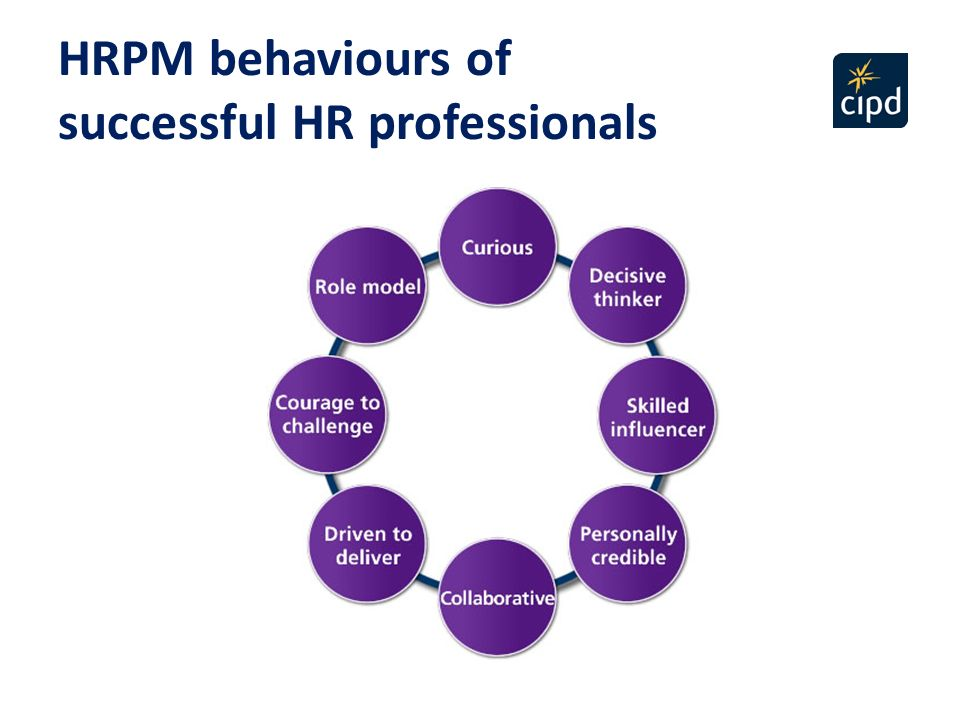 HRPM behaviours of
successful HR professionals
cipd
Curious
Decisive
thinker
Skilled
influencer
Personally
credible
Collaborative
Driven to
deliver
Courage to
challenge
Role model